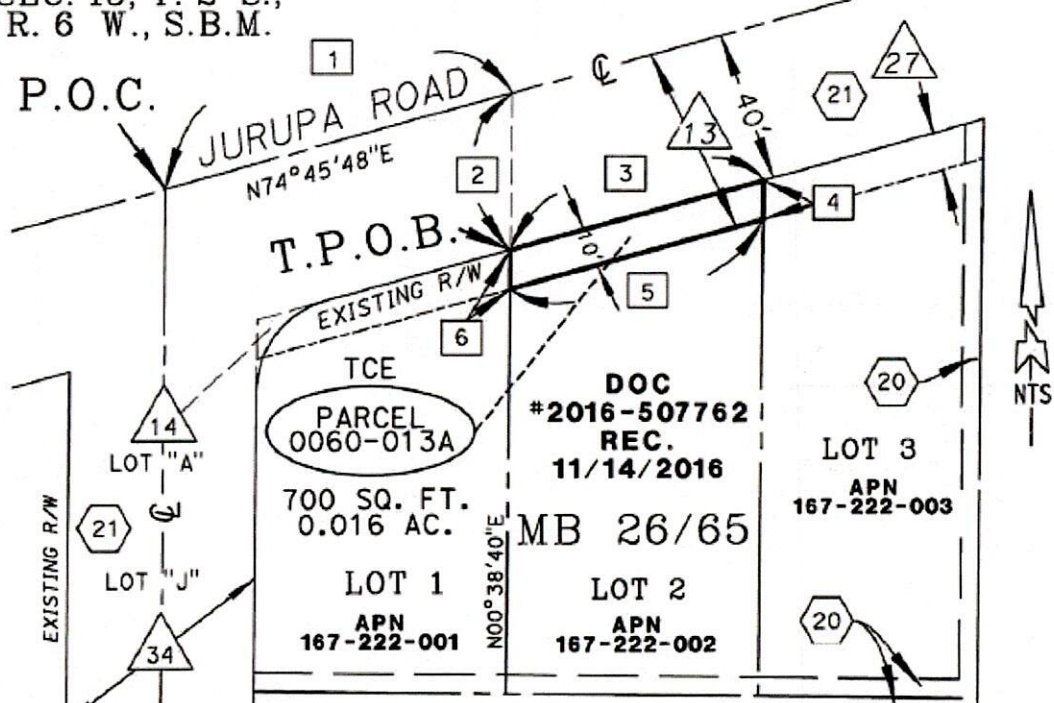 R. 6 W., S.B.M.
P.O.C.
1
JURUPA ROAD
N74°45'48"E
℄
40'
13
21
27
2
3
4
T.P.O.B.
10'
EXISTING R/W
5
6
NTS
TCE
PARCEL
0060-013A
700 SQ. FT.
0.016 AC.
DOC
#2016-507762
REC.
11/14/2016
20
14
LOT "A"
℄
21
LOT "J"
EXISTING R/W
34
LOT 1
APN
167-222-001
N00°38'40"E
MB 26/65
LOT 2
APN
167-222-002
LOT 3
APN
167-222-003
20